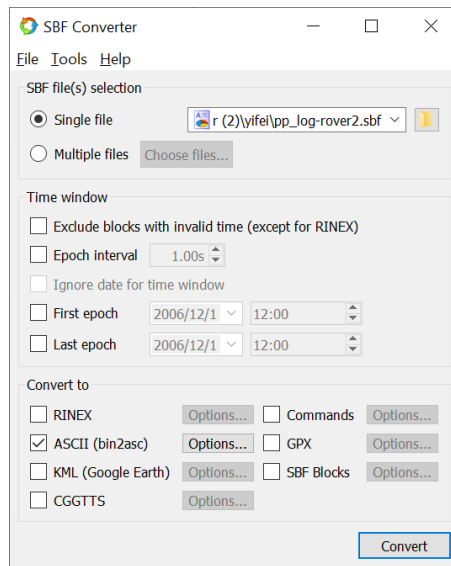 SBF Converter
File Tools Help
SBF file(s) selection
Single file r (2)\yifei\pp_log-rover2.sbf
Multiple files Choose files...
Time window
Exclude blocks with invalid time (except for RINEX)
Epoch interval 1.00s
Ignore date for time window
First epoch 2006/12/1 12:00
Last epoch 2006/12/1 12:00
Convert to
RINEX Options... Commands Options...
ASCII (bin2asc) Options... GPX Options...
KML (Google Earth) Options... SBF Blocks Options...
CGGTTS Options...
Convert